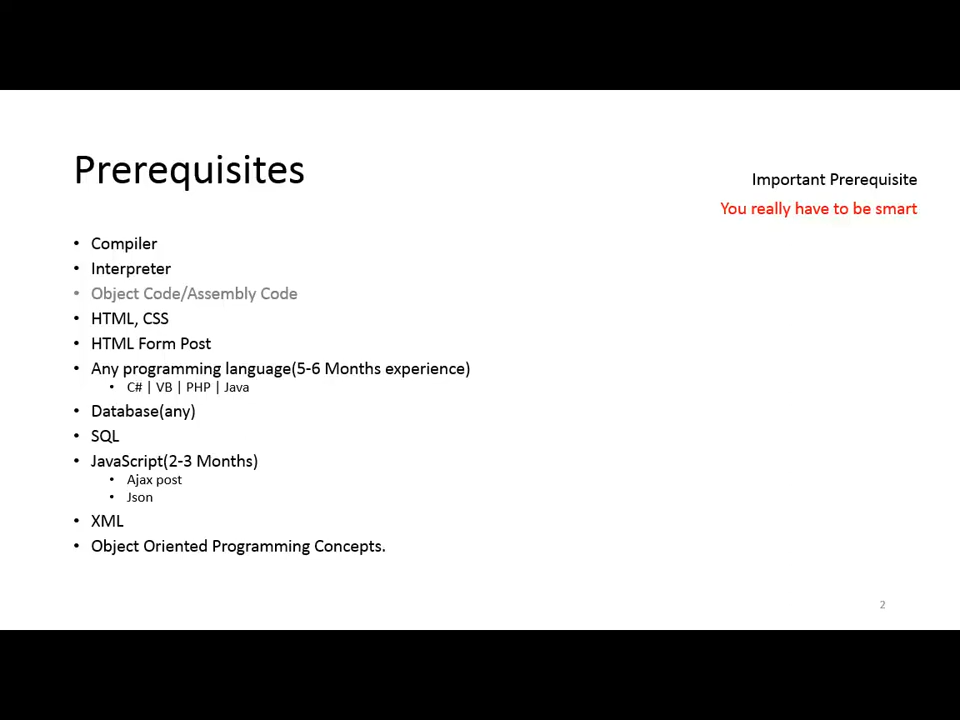 Prerequisites
Important Prerequisite
You really have to be smart
• Compiler
• Interpreter
• Object Code/Assembly Code
• HTML, CSS
• HTML Form Post
• Any programming language(5-6 Months experience)
• C# | VB | PHP | Java
• Database(any)
• SQL
• JavaScript(2-3 Months)
• Ajax post
• Json
• XML
• Object Oriented Programming Concepts.
2